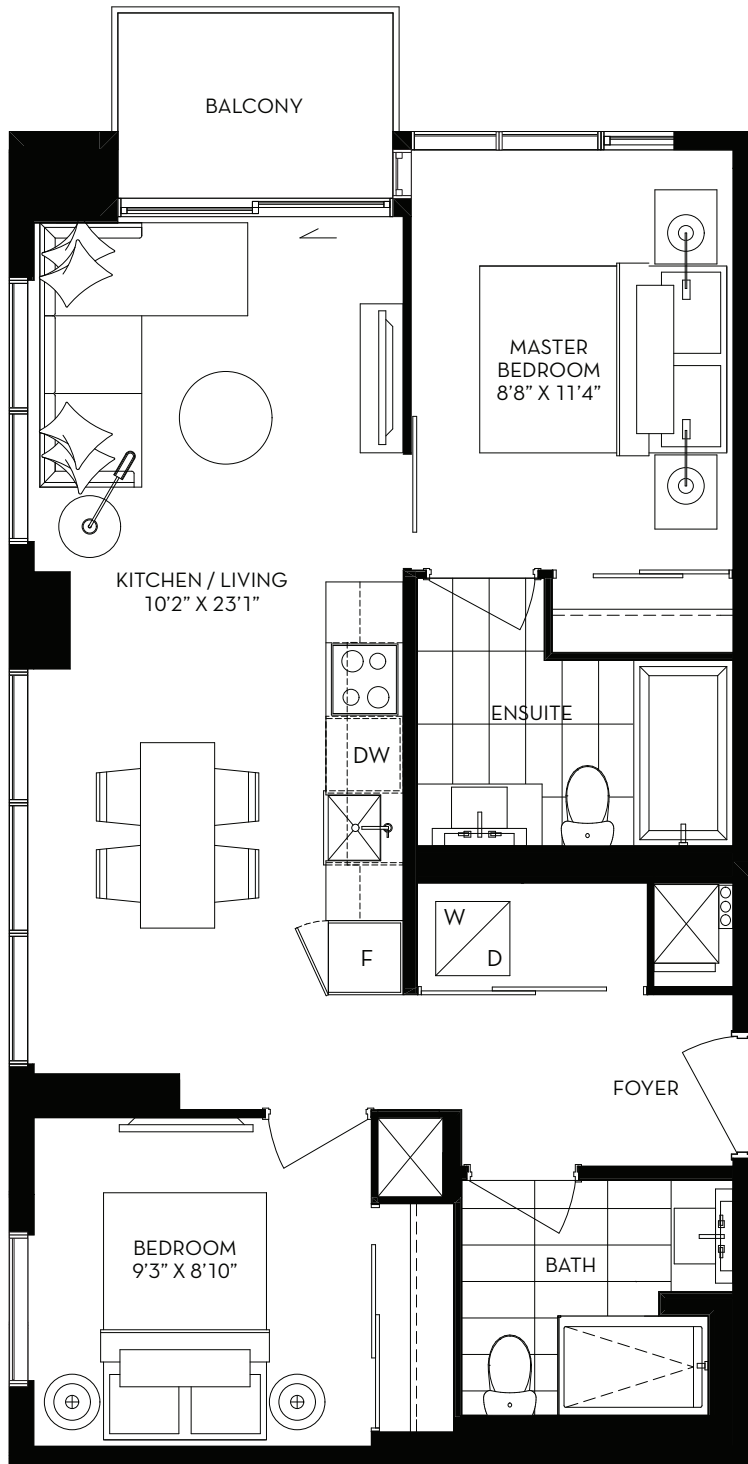 BALCONY
MASTER
BEDROOM
8'8” X 11'4”
KITCHEN / LIVING
10'2” X 23'1”
ENSUITE
DW
W
D
F
FOYER
BEDROOM
9'3” X 8'10”
BATH